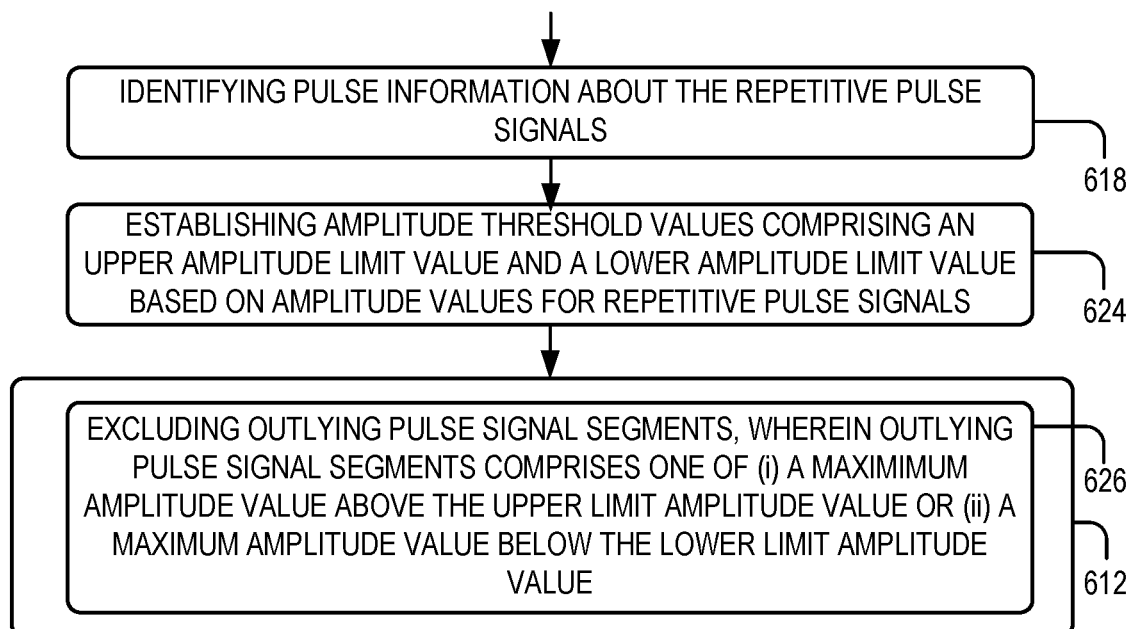 IDENTIFYING PULSE INFORMATION ABOUT THE REPETITIVE PULSE
SIGNALS
618
ESTABLISHING AMPLITUDE THRESHOLD VALUES COMPRISING AN
UPPER AMPLITUDE LIMIT VALUE AND A LOWER AMPLITUDE LIMIT VALUE
BASED ON AMPLITUDE VALUES FOR REPETITIVE PULSE SIGNALS
624
EXCLUDING OUTLYING PULSE SIGNAL SEGMENTS, WHEREIN OUTLYING
PULSE SIGNAL SEGMENTS COMPRISES ONE OF (i) A MAXIMIMUM
AMPLITUDE VALUE ABOVE THE UPPER LIMIT AMPLITUDE VALUE OR (ii) A
MAXIMUM AMPLITUDE VALUE BELOW THE LOWER LIMIT AMPLITUDE
VALUE
626
612